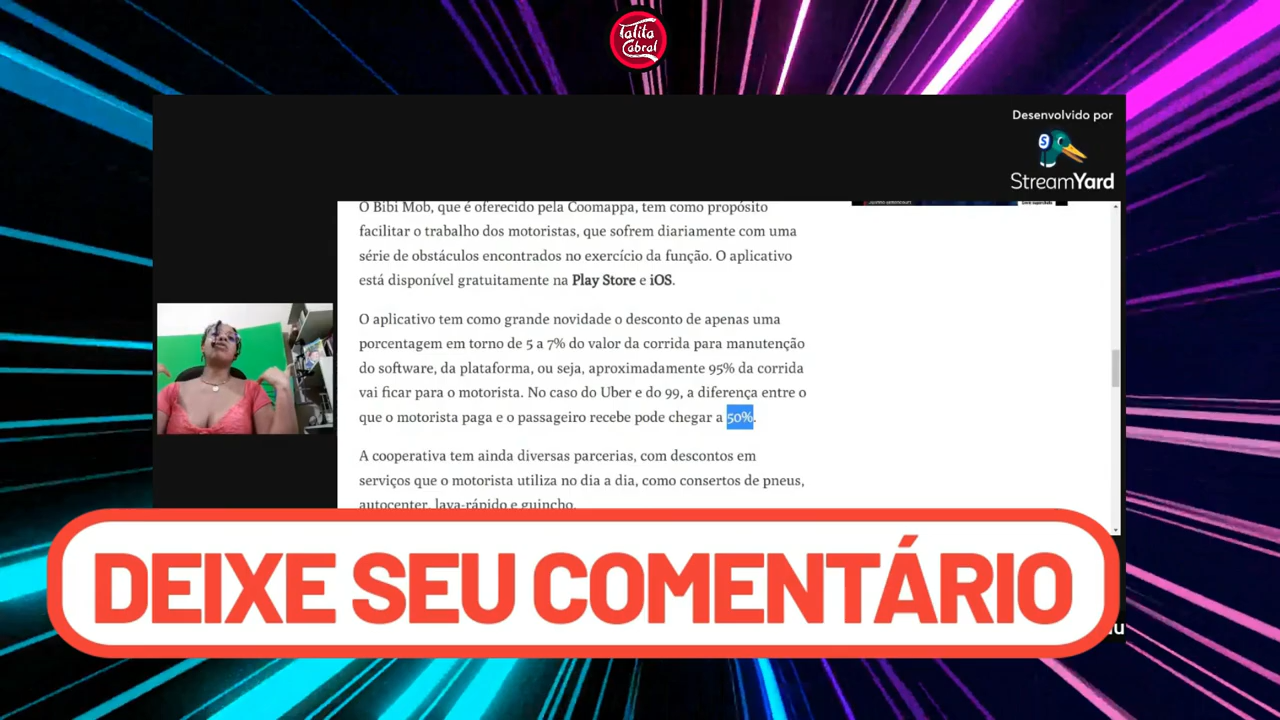 Talita
Cabral
Desenvolvido por
S
StreamYard
O Bibi Mob, que é oferecido pela Coomappa, tem como propósito
facilitar o trabalho dos motoristas, que sofrem diariamente com uma
série de obstáculos encontrados no exercício da função. O aplicativo
está disponível gratuitamente na Play Store e iOS.
O aplicativo tem como grande novidade o desconto de apenas uma
porcentagem em torno de 5 a 7% do valor da corrida para manutenção
do software, da plataforma, ou seja, aproximadamente 95% da corrida
vai ficar para o motorista. No caso do Uber e do 99, a diferença entre o
que o motorista paga e o passageiro recebe pode chegar a 50%.
A cooperativa tem ainda diversas parcerias, com descontos em
serviços que o motorista utiliza no dia a dia, como consertos de pneus,
autocenter, lava-rápido e guincho.
DEIXE SEU COMENTÁRIO